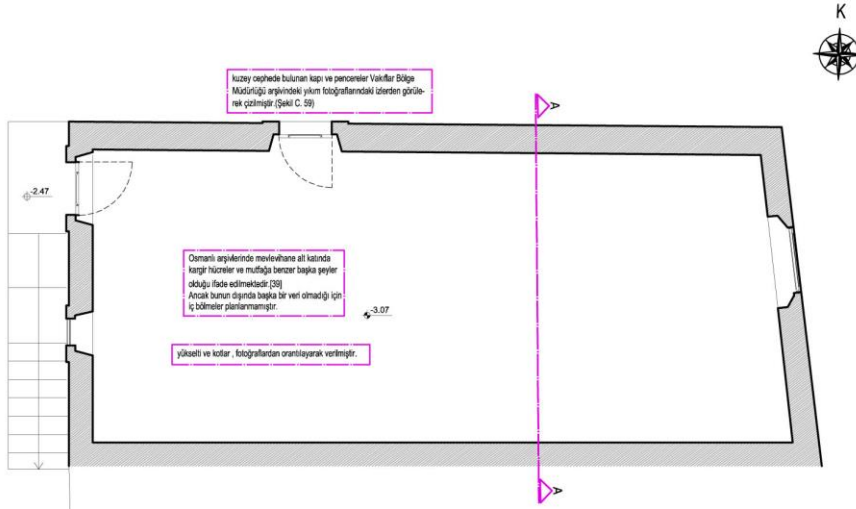 K
kuzey cephede bulunan kapı ve pencereler Vakıflar Bölge
Müdürlüğü arşivindeki yıkım fotoğraflarındaki izlerden görüle-
rek çizilmiştir.(Şekil C. 59)
A
-2.47
Osmanlı arşivlerinde mevlevihane alt katında
kargir hücreler ve mutfağa benzer başka şeyler
olduğu ifade edilmektedir.[39]
Ancak bunun dışında başka bir veri olmadığı için
iç bölmeler planlanmamıştır.
-3.07
yükselti ve kotlar , fotoğraflardan orantılayarak verilmiştir.
A